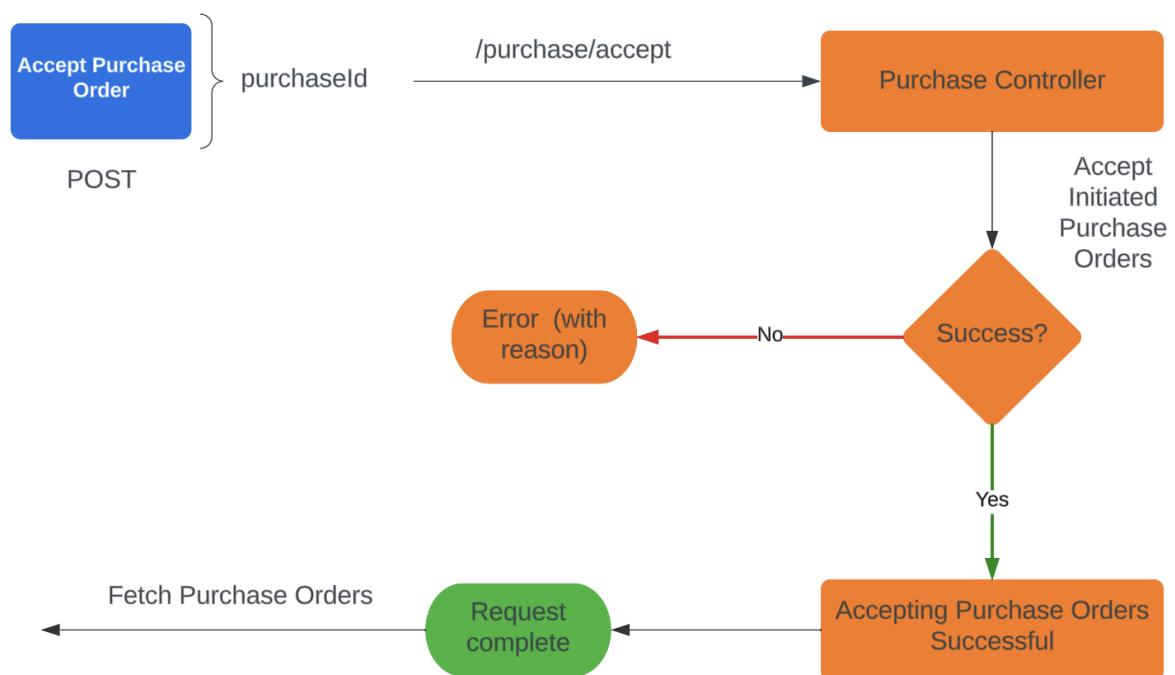 Accept Purchase
Order
POST
purchaseId
/purchase/accept
Purchase Controller
Accept
Initiated
Purchase
Orders
Success?
No
Error (with
reason)
Yes
Accepting Purchase Orders
Successful
Request
complete
Fetch Purchase Orders